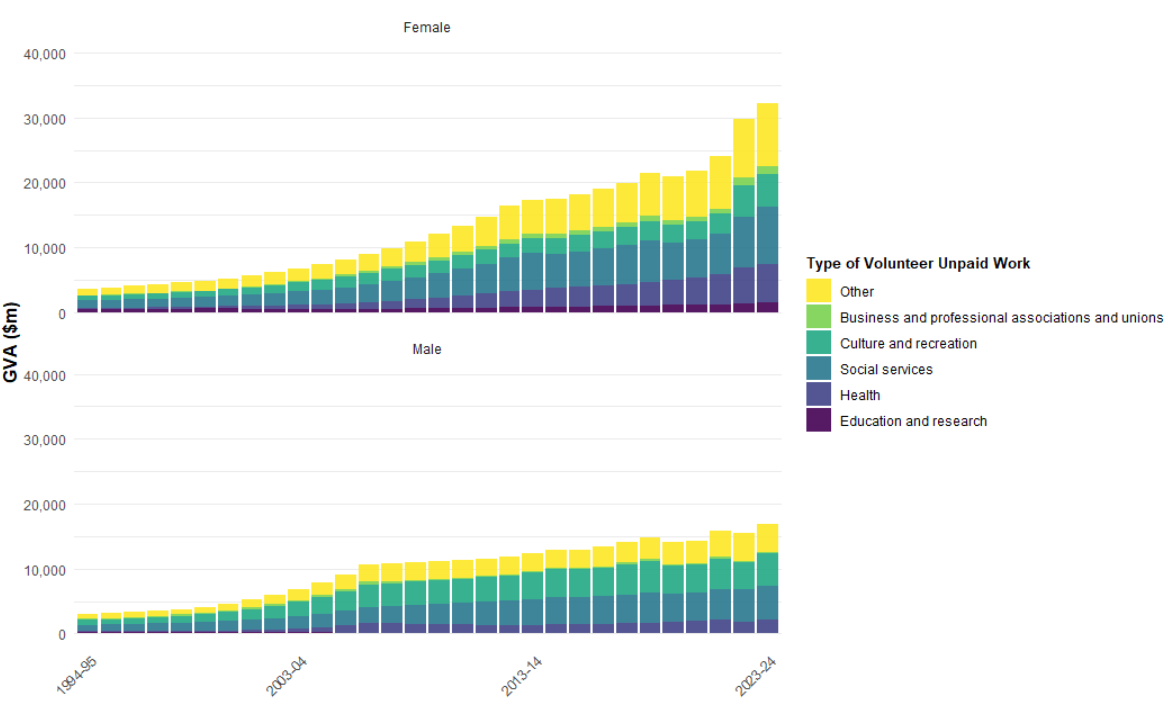 Female
40,000
30,000
20,000
10,000
0
GVA ($m)
Male
40,000
30,000
20,000
10,000
0
1994-95
2003-04
2013-14
2023-24
Type of Volunteer Unpaid Work
Other
Business and professional associations and unions
Culture and recreation
Social services
Health
Education and research